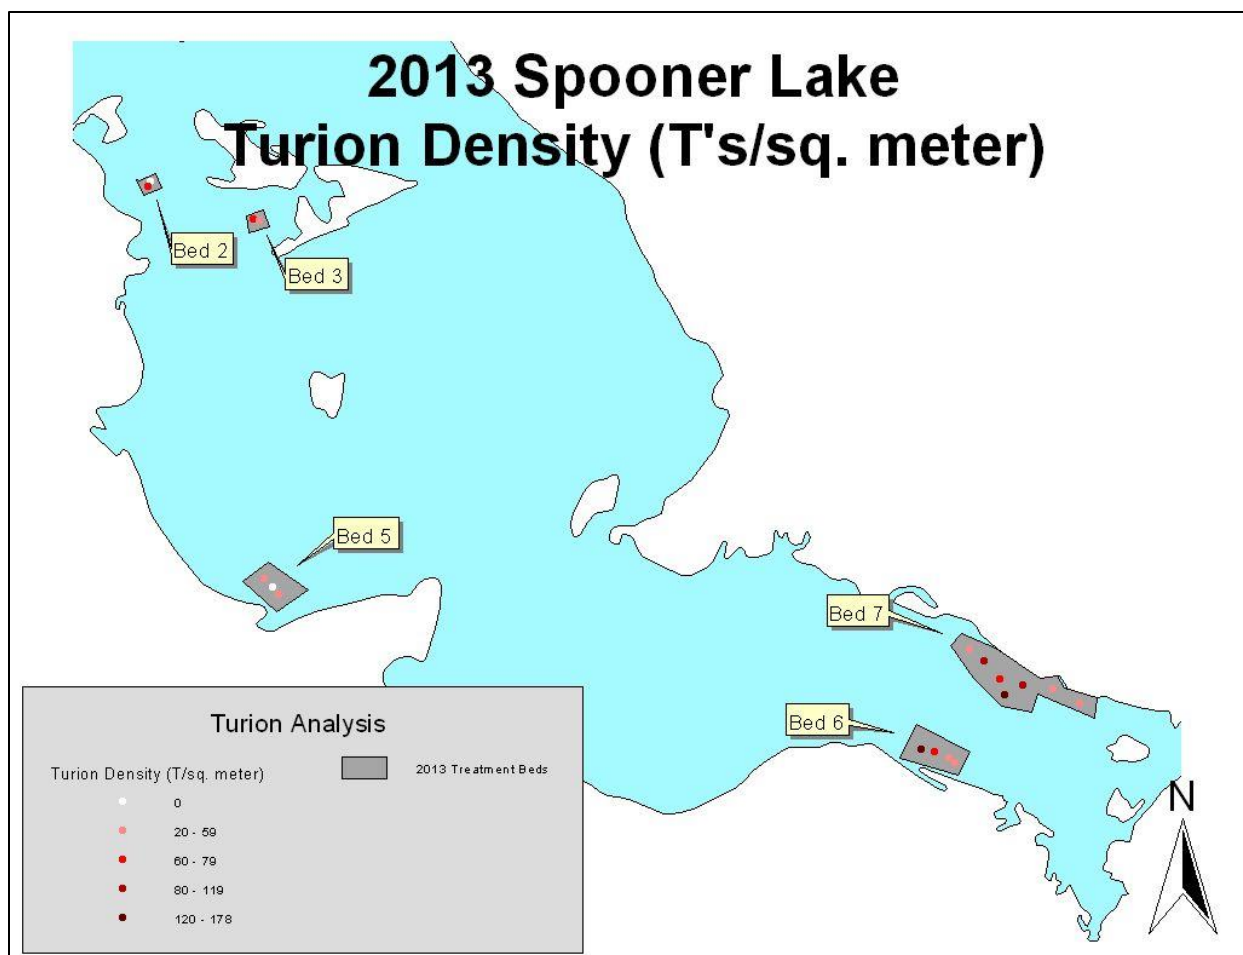 2013 Spooner Lake
Turion Density (T's/sq. meter)
Bed 2
Bed 3
Bed 5
Bed 7
Bed 6
Turion Analysis
Turion Density (T/sq. meter)
2013 Treatment Beds
0
20 - 59
60 - 79
80 - 119
120 - 178
N